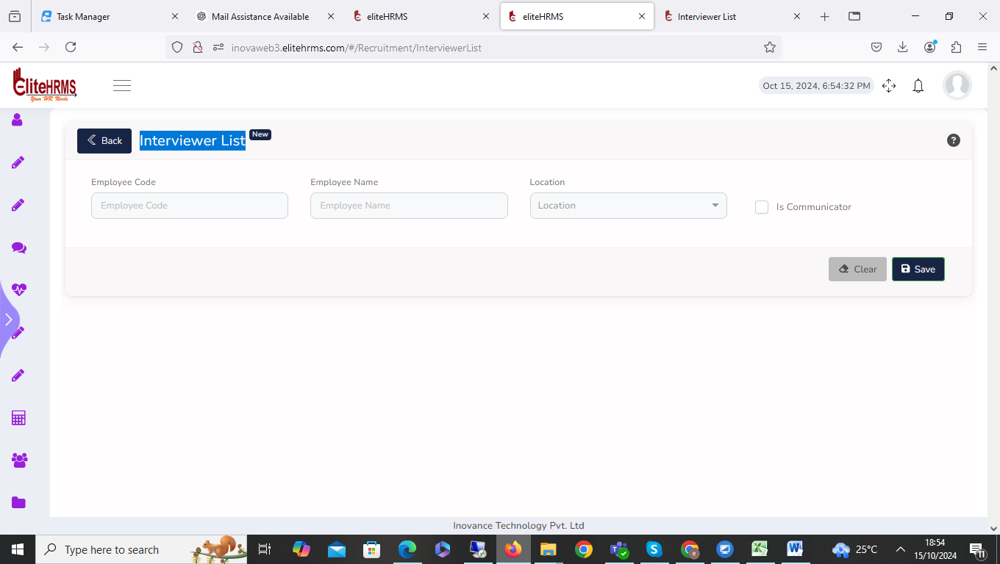 Task Manager
Mail Assistance Available
eliteHRMS
eliteHRMS
Interviewer List
inovaweb3.elitehrms.com/#/Recruitment/InterviewerList
EliteHRMS
Your HR Needs
Oct 15, 2024, 6:54:32 PM
Back
Interviewer List
New
?
Employee Code
Employee Name
Location
Employee Code
Employee Name
Location
Is Communicator
Clear
Save
Inovance Technology Pvt. Ltd
Type here to search
25°C
18:54
15/10/2024
11